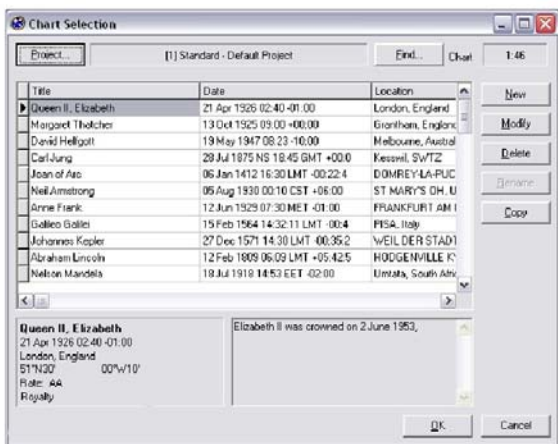 Chart Selection
Project... [1] Standard - Default Project Find... Chart 1:46
Title Date Location
Queen II, Elizabeth 21 Apr 1926 02:40 -01:00 London, England
Margaret Thatcher 13 Oct 1925 09:00 +00:00 Grantham, England
David Helfgott 19 May 1947 08:23 -10:00 Melbourne, Austral
Carl Jung 28 Jul 1875 NS 18:45 GMT +00:0 Kesswil, SWTZ
Joan of Arc 06 Jan 1412 16:30 LMT -00:22:4 DOMREY-LA-PUC
Neil Armstrong 05 Aug 1930 00:10 CST +06:00 ST MARY'S OH, U
Anne Frank 12 Jun 1929 07:30 MET -01:00 FRANKFURT AM
Galileo Galilei 15 Feb 1564 14:32:11 LMT -00:4 PISA, Italy
Johannes Kepler 27 Dec 1571 14:30 LMT -00:35:2 WEIL DER STADT
Abraham Lincoln 12 Feb 1809 06:09 LMT +05:42:5 HODGENVILLE K
Nelson Mandela 18 Jul 1918 14:53 EET -02:00 Umtata, South Afric
New
Modify
Delete
Rename
Copy
Queen II, Elizabeth
21 Apr 1926 02:40 -01:00
London, England
51°N30' 00°W10'
Rate: AA
Royalty
Elizabeth II was crowned on 2 June 1953,
OK Cancel